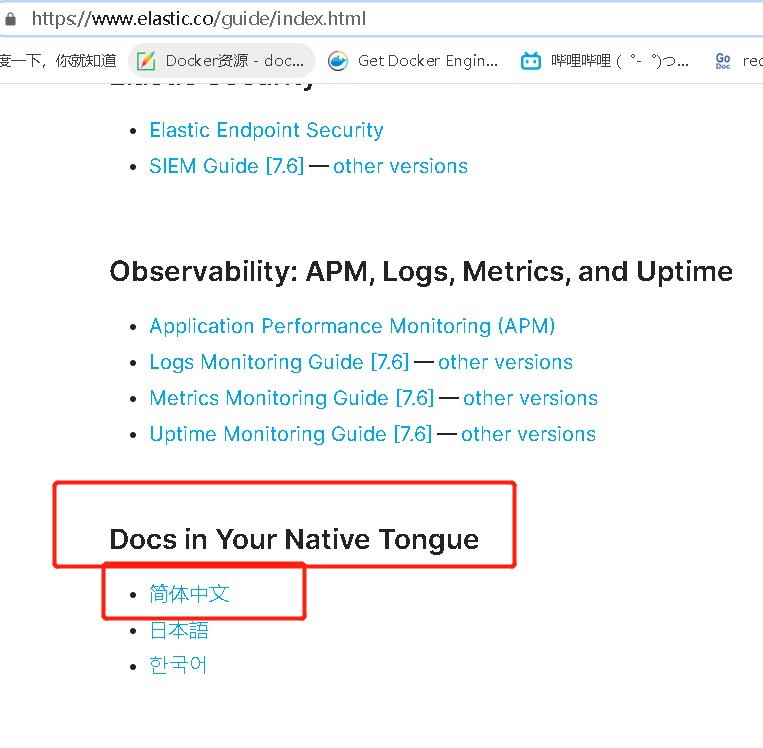 https://www.elastic.co/guide/index.html
度一下，你就知道 Docker资源 - doc... Get Docker Engin... 哔哩哔哩 (゜-゜)つ... Go Doc rec
Elastic Security
Elastic Endpoint Security
SIEM Guide [7.6] — other versions
Observability: APM, Logs, Metrics, and Uptime
Application Performance Monitoring (APM)
Logs Monitoring Guide [7.6] — other versions
Metrics Monitoring Guide [7.6] — other versions
Uptime Monitoring Guide [7.6] — other versions
Docs in Your Native Tongue
简体中文
日本語
한국어